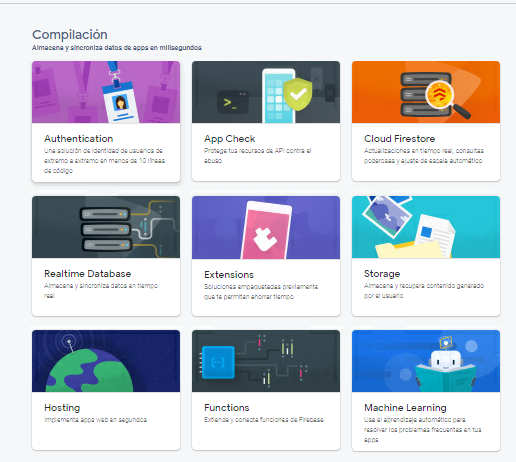 Compilación
Almacena y sincroniza datos de apps en milisegundos
Authentication
Una solución de identidad de usuarios de
extremo a extremo en menos de 10 líneas
de código
App Check
Protege tus recursos de API contra el
abuso
Cloud Firestore
Actualizaciones en tiempo real, consultas
poderosas y ajuste de escala automático
Realtime Database
Almacena y sincroniza datos en tiempo
real
Extensions
Soluciones empaquetadas previamente
que te permiten ahorrar tiempo
Storage
Almacena y recupera contenido generado
por el usuario
Hosting
Implementa apps web en segundos
Functions
Extiende y conecta funciones de Firebase
Machine Learning
Usa el aprendizaje automático para
resolver los problemas frecuentes en tus
apps